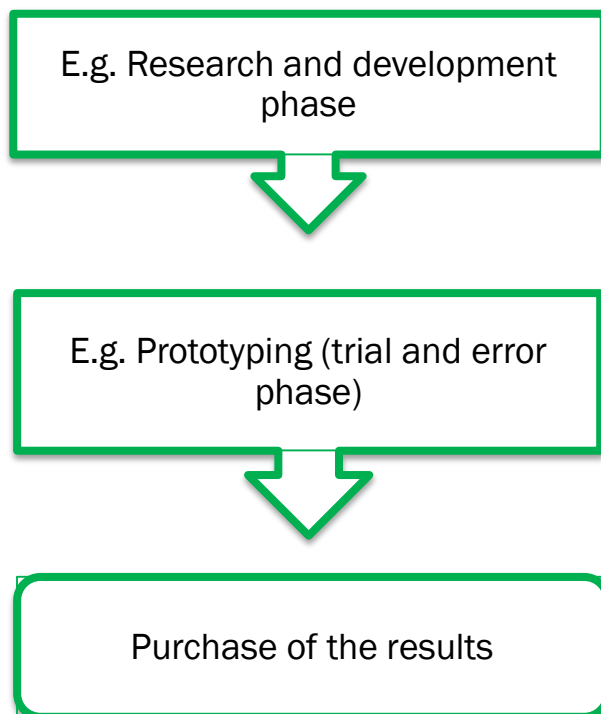 E.g. Research and development
phase
E.g. Prototyping (trial and error
phase)
Purchase of the results